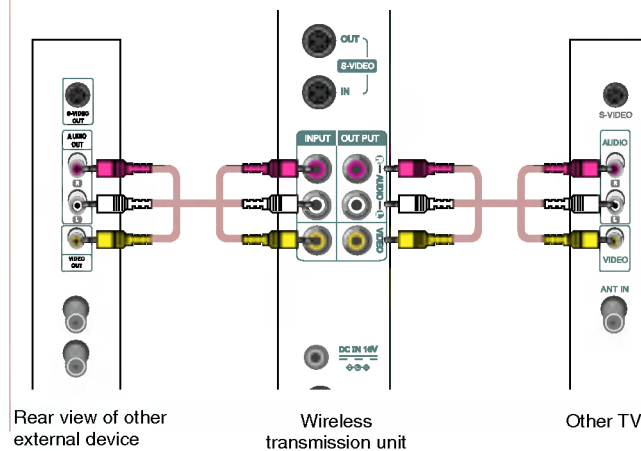 OUT
S-VIDEO
IN
S-VIDEO
OUT
AUDIO
OUT
R
L
VIDEO
OUT
INPUT
OUT PUT
R
AUDIO
L
VIDEO
DC IN 16V
S-VIDEO
AUDIO
R
L
VIDEO
ANT IN
Rear view of other
external device
Wireless
transmission unit
Other TV